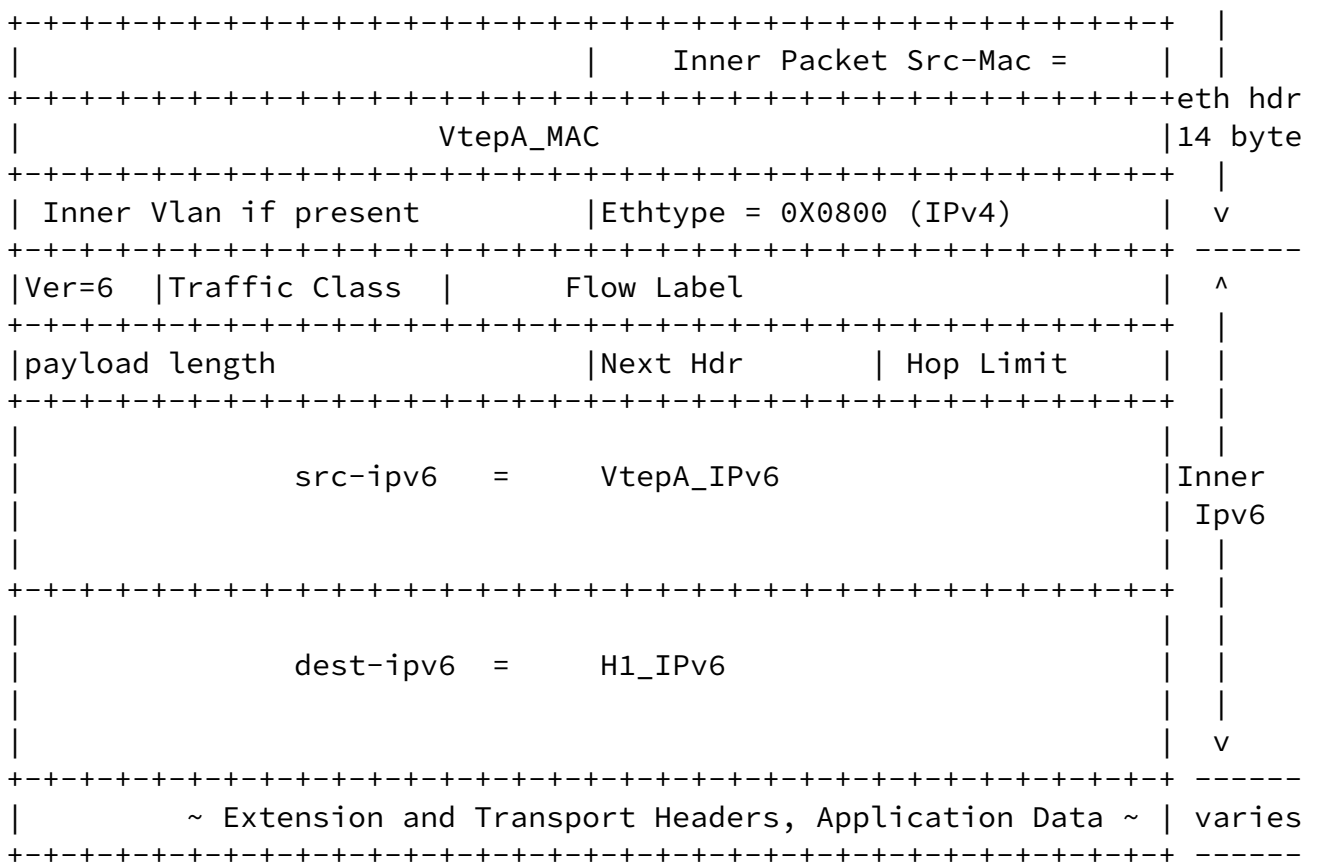 +-+-+-+-+-+-+-+-+-+-+-+-+-+-+-+-+-+-+-+-+-+-+-+-+-+-+-+-+-+-+-+-+  |
|                               |    Inner Packet Src-Mac =     |  |
+-+-+-+-+-+-+-+-+-+-+-+-+-+-+-+-+-+-+-+-+-+-+-+-+-+-+-+-+-+-+-+-+eth hdr
|                       VtepA_MAC                               |14 byte
+-+-+-+-+-+-+-+-+-+-+-+-+-+-+-+-+-+-+-+-+-+-+-+-+-+-+-+-+-+-+-+-+  |
| Inner Vlan if present         |Ethtype = 0X0800 (IPv4)        |  v
+-+-+-+-+-+-+-+-+-+-+-+-+-+-+-+-+-+-+-+-+-+-+-+-+-+-+-+-+-+-+-+-+ ------
|Ver=6  |Traffic Class  |      Flow Label                       |  ^
+-+-+-+-+-+-+-+-+-+-+-+-+-+-+-+-+-+-+-+-+-+-+-+-+-+-+-+-+-+-+-+-+  |
|payload length                 |Next Hdr       | Hop Limit     |  |
+-+-+-+-+-+-+-+-+-+-+-+-+-+-+-+-+-+-+-+-+-+-+-+-+-+-+-+-+-+-+-+-+  |
|                                                               |  |
|               src-ipv6   =     VtepA_IPv6                     |Inner
|                                                               | Ipv6
|                                                               |  |
+-+-+-+-+-+-+-+-+-+-+-+-+-+-+-+-+-+-+-+-+-+-+-+-+-+-+-+-+-+-+-+-+  |
|                                                               |  |
|               dest-ipv6  =     H1_IPv6                        |  |
|                                                               |  |
|                                                               |  v
+-+-+-+-+-+-+-+-+-+-+-+-+-+-+-+-+-+-+-+-+-+-+-+-+-+-+-+-+-+-+-+-+ ------
|         ~ Extension and Transport Headers, Application Data ~ | varies
+-+-+-+-+-+-+-+-+-+-+-+-+-+-+-+-+-+-+-+-+-+-+-+-+-+-+-+-+-+-+-+-+ ------